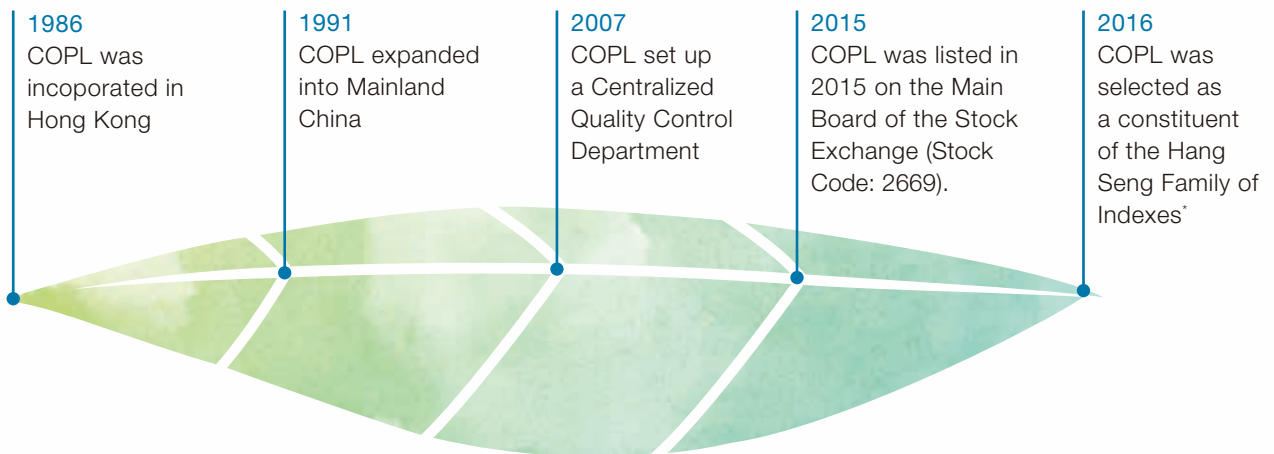 1986
COPL was
incoporated in
Hong Kong
1991
COPL expanded
into Mainland
China
2007
COPL set up
a Centralized
Quality Control
Department
2015
COPL was listed in
2015 on the Main
Board of the Stock
Exchange (Stock
Code: 2669).
2016
COPL was
selected as
a constituent
of the Hang
Seng Family of
Indexes*